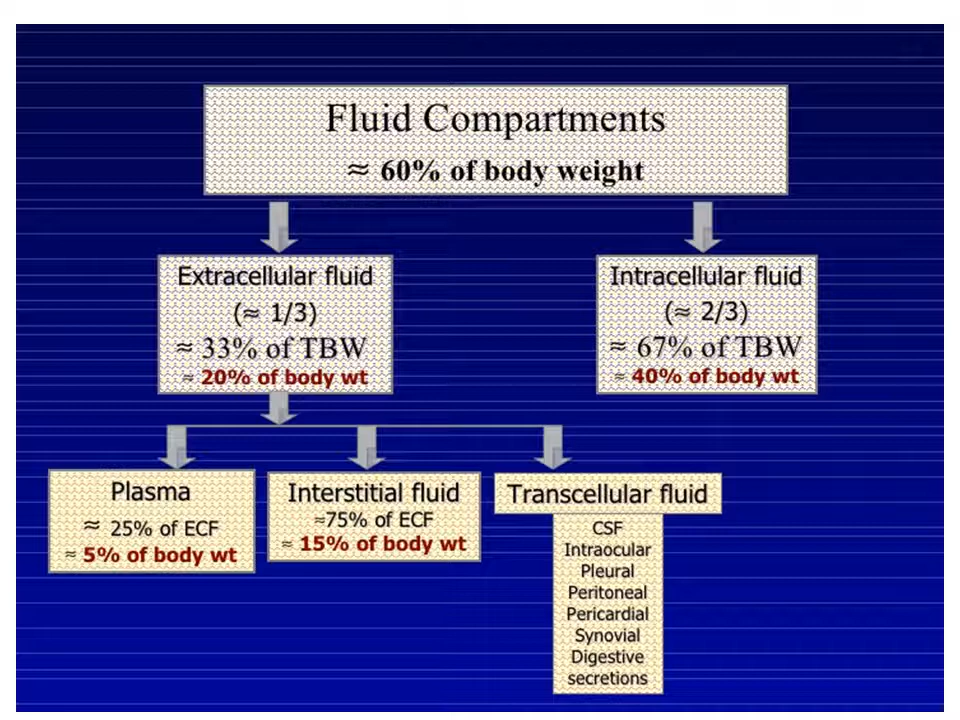 Fluid Compartments
≈ 60% of body weight
Extracellular fluid
(≈ 1/3)
≈ 33% of TBW
≈ 20% of body wt
Intracellular fluid
(≈ 2/3)
≈ 67% of TBW
≈ 40% of body wt
Plasma
≈ 25% of ECF
≈ 5% of body wt
Interstitial fluid
≈75% of ECF
≈ 15% of body wt
Transcellular fluid
CSF
Intraocular
Pleural
Peritoneal
Pericardial
Synovial
Digestive
secretions